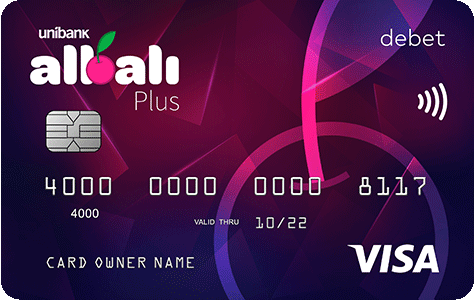 unibank
albalı
Plus
debet
4000 0000 0000 8117
4000
VALID THRU 10/22
CARD OWNER NAME
VISA